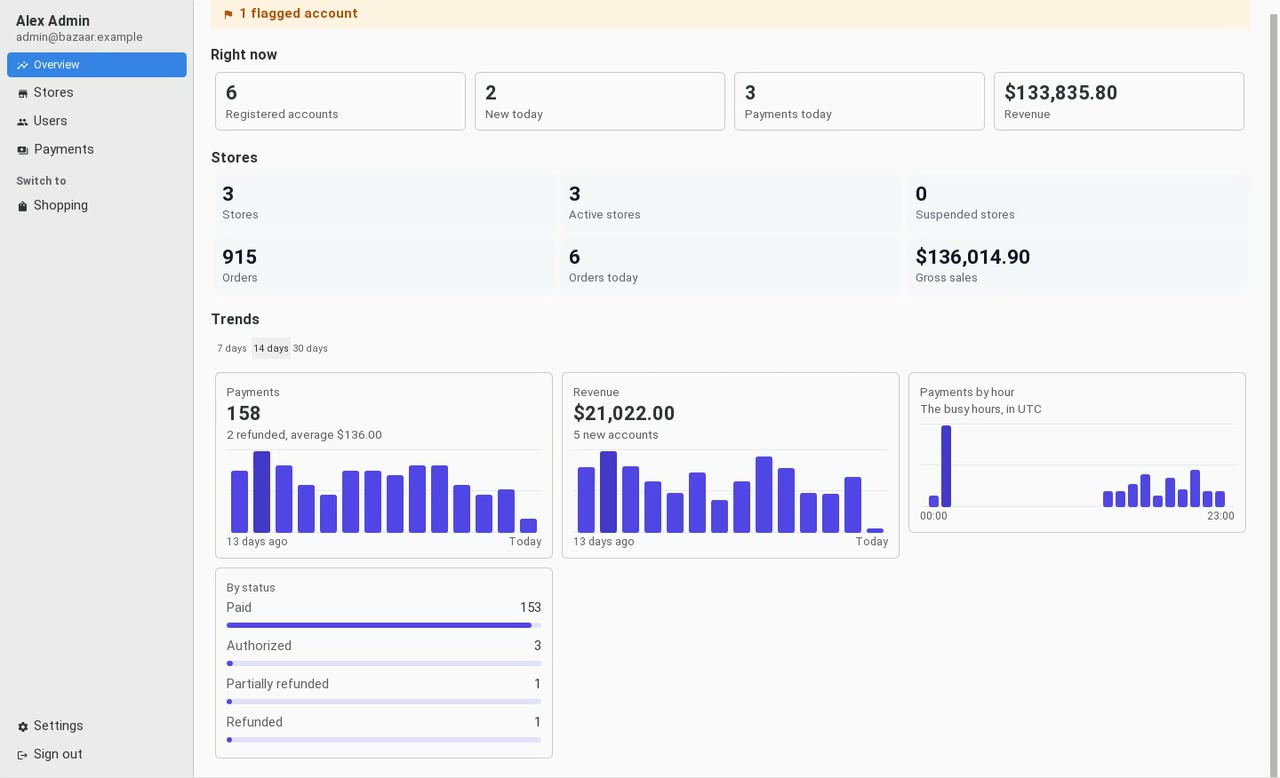 Alex Admin
admin@bazaar.example
Overview
Stores
Users
Payments
Switch to
Shopping
Settings
Sign out
1 flagged account
Right now
6
Registered accounts
2
New today
3
Payments today
$133,835.80
Revenue
Stores
3
Stores
3
Active stores
0
Suspended stores
915
Orders
6
Orders today
$136,014.90
Gross sales
Trends
7 days 14 days 30 days
Payments
158
2 refunded, average $136.00
13 days ago Today
Revenue
$21,022.00
5 new accounts
13 days ago Today
Payments by hour
The busy hours, in UTC
00:00 23:00
By status
Paid 153
Authorized 3
Partially refunded 1
Refunded 1